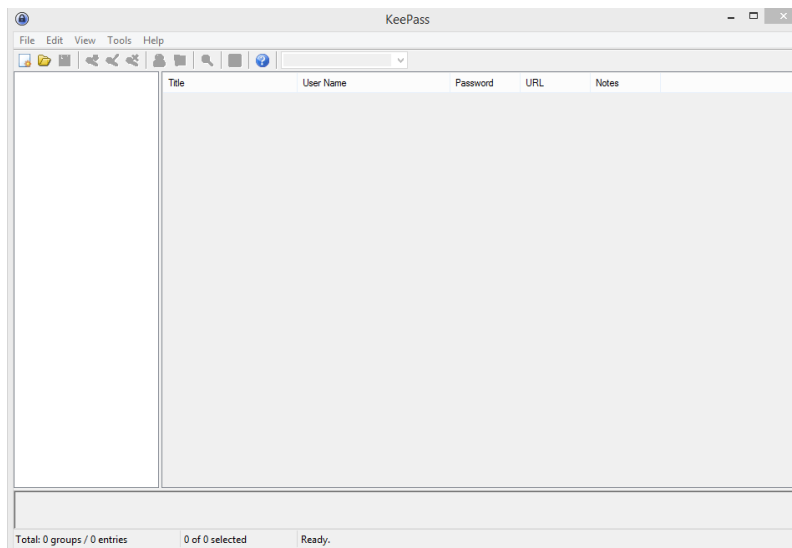 KeePass
File Edit View Tools Help
Title User Name Password URL Notes
Total: 0 groups / 0 entries 0 of 0 selected Ready.